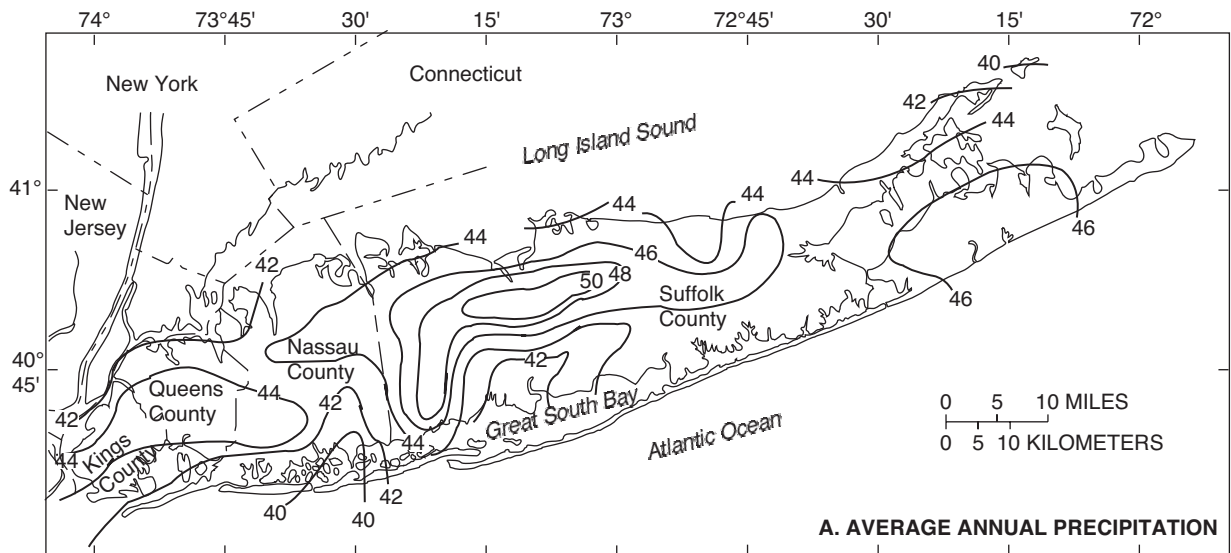 74° 73°45' 30' 15' 73° 72°45' 30' 15' 72°
New York
Connecticut
Long Island Sound
40
42
44
44
41°
New
Jersey
44
44
46
46
44
42
46
50
48
Suffolk
County
Nassau
County
42
40°
45'
Queens
County
44
42
42
Great South Bay
Atlantic Ocean
44
Kings
County
44
42
40
40
0 5 10 MILES
0 5 10 KILOMETERS
A. AVERAGE ANNUAL PRECIPITATION